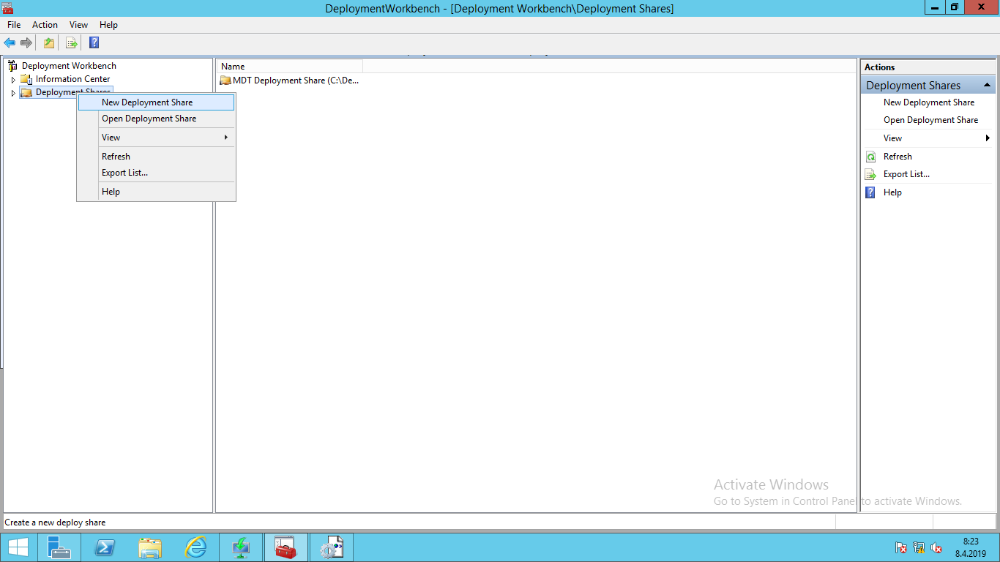 DeploymentWorkbench - [Deployment Workbench\Deployment Shares]
File Action View Help
Deployment Workbench
Information Center
Deployment Shares
New Deployment Share
Open Deployment Share
View
Refresh
Export List...
Help
Name
MDT Deployment Share (C:\De...
Actions
Deployment Shares
New Deployment Share
Open Deployment Share
View
Refresh
Export List...
Help
Activate Windows
Go to System in Control Panel to activate Windows.
Create a new deploy share
8:23
8.4.2019